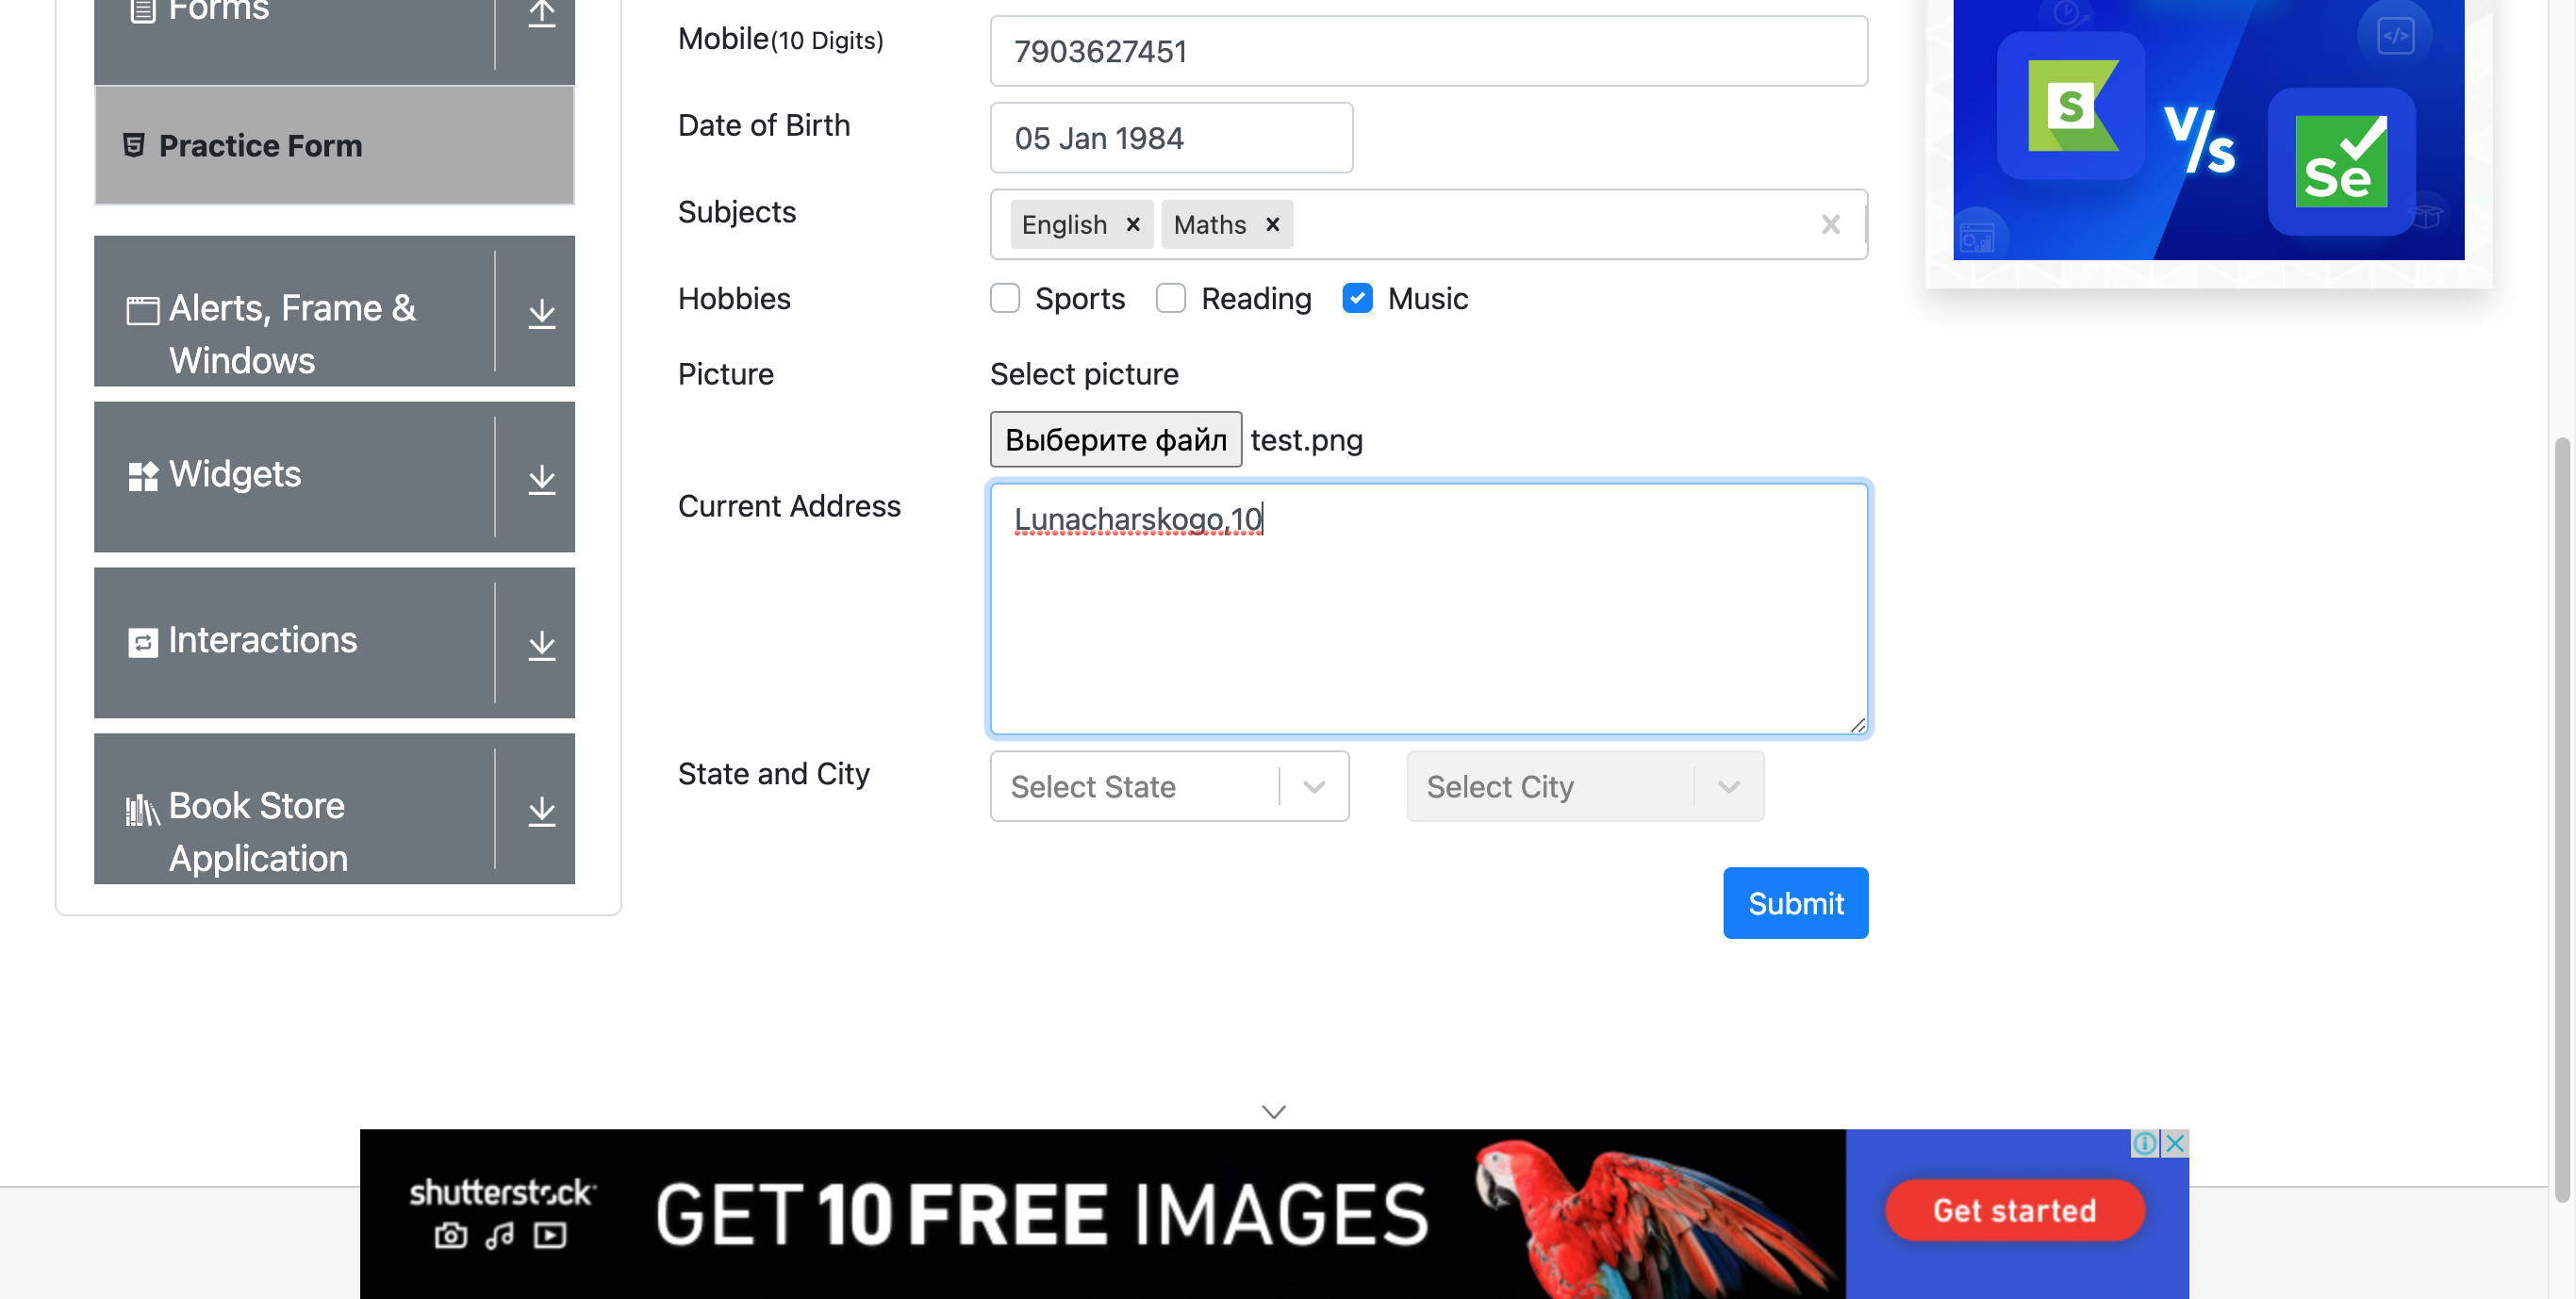 Forms
Mobile(10 Digits)
7903627451
Practice Form
Date of Birth
05 Jan 1984
Subjects
English × Maths ×
Hobbies
Sports Reading Music
Alerts, Frame &
Windows
Picture
Select picture
Выберите файл test.png
Widgets
Current Address
Lunacharskogo,10
Interactions
State and City
Select State
Select City
Book Store
Application
Submit
S
V/s
Se
</>
shutterstock
GET 10 FREE IMAGES
Get started